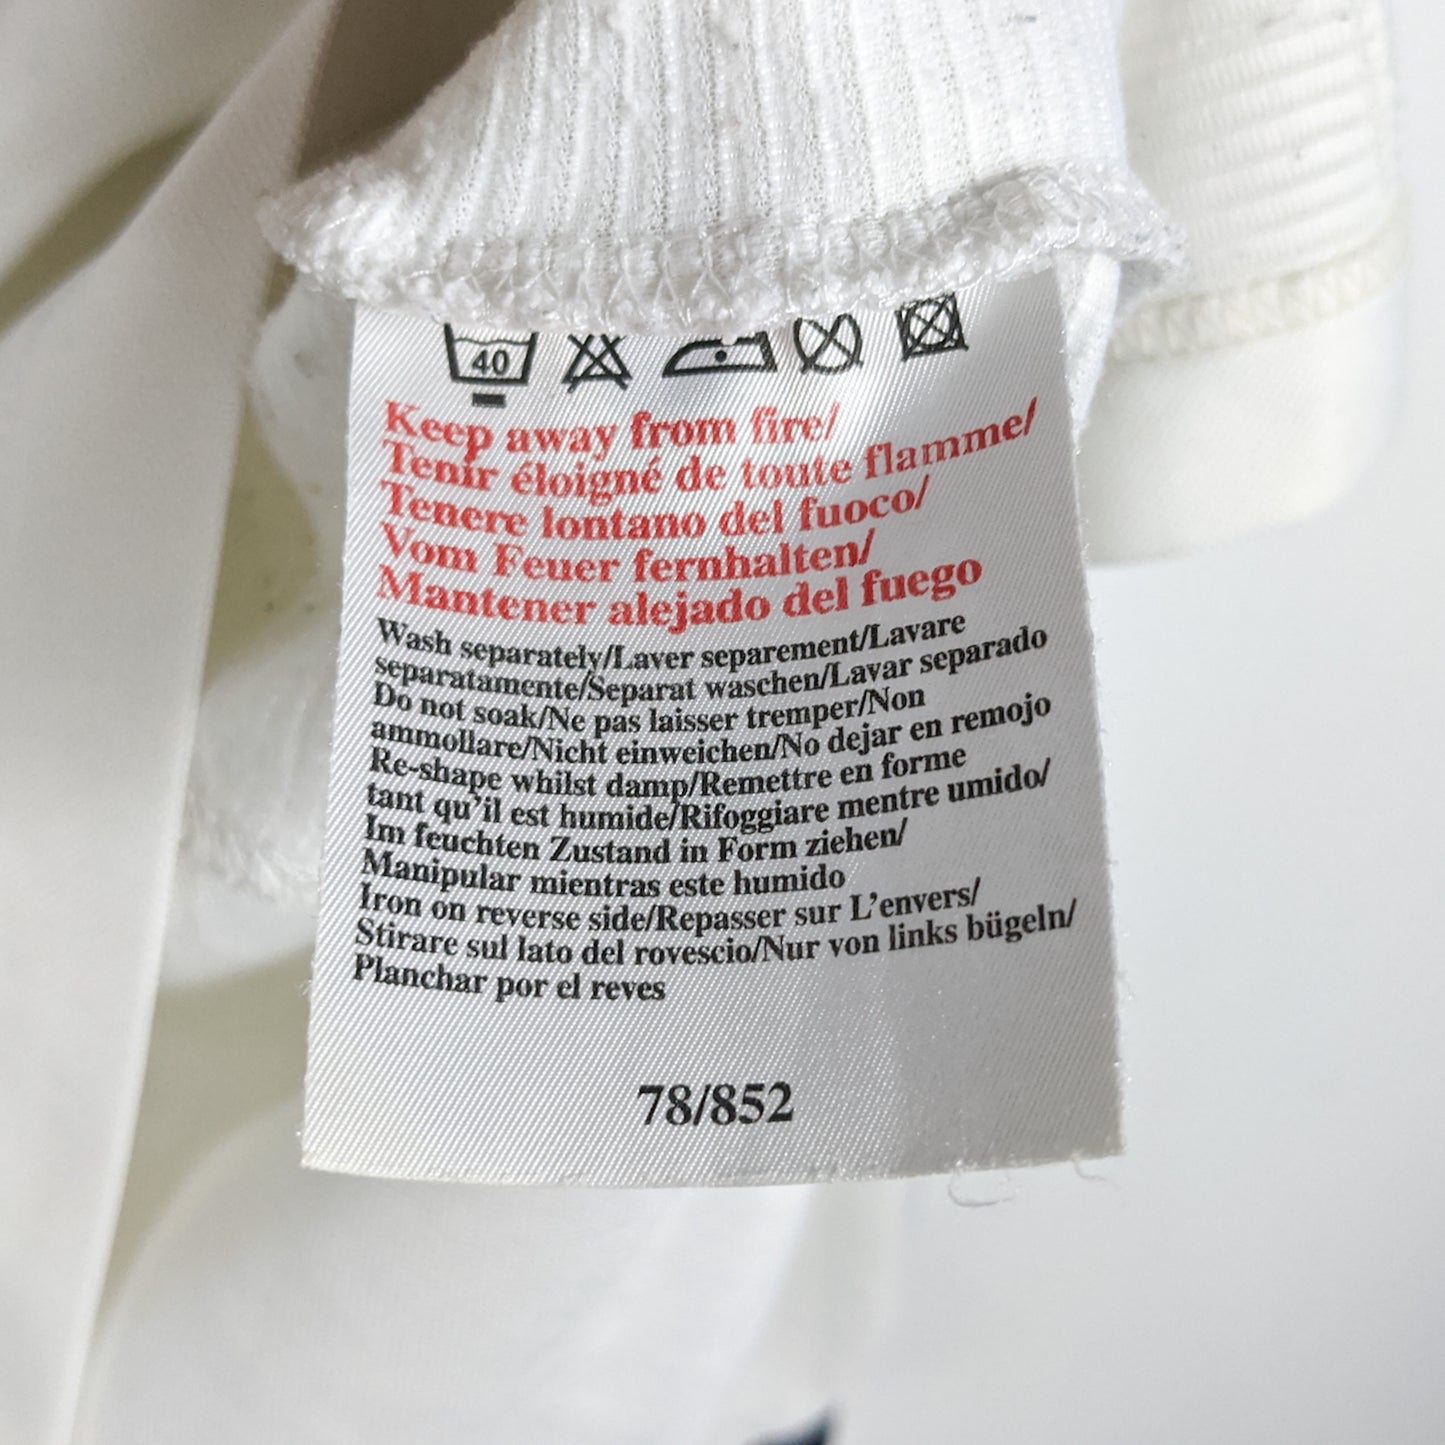 40
Keep away from fire/
Tenir éloigné de toute flamme/
Tenere lontano del fuoco/
Vom Feuer fernhalten/
Mantener alejado del fuego
Wash separately/Laver separement/Lavare
separatamente/Separat waschen/Lavar separado
Do not soak/Ne pas laisser tremper/Non
ammollare/Nicht einweichen/No dejar en remojo
Re-shape whilst damp/Remettre en forme
tant qu'il est humide/Rifoggiare mentre umido/
Im feuchten Zustand in Form ziehen/
Manipular mientras este humido
Iron on reverse side/Repasser sur L'envers/
Stirare sul lato del rovescio/Nur von links bügeln/
Planchar por el reves
78/852